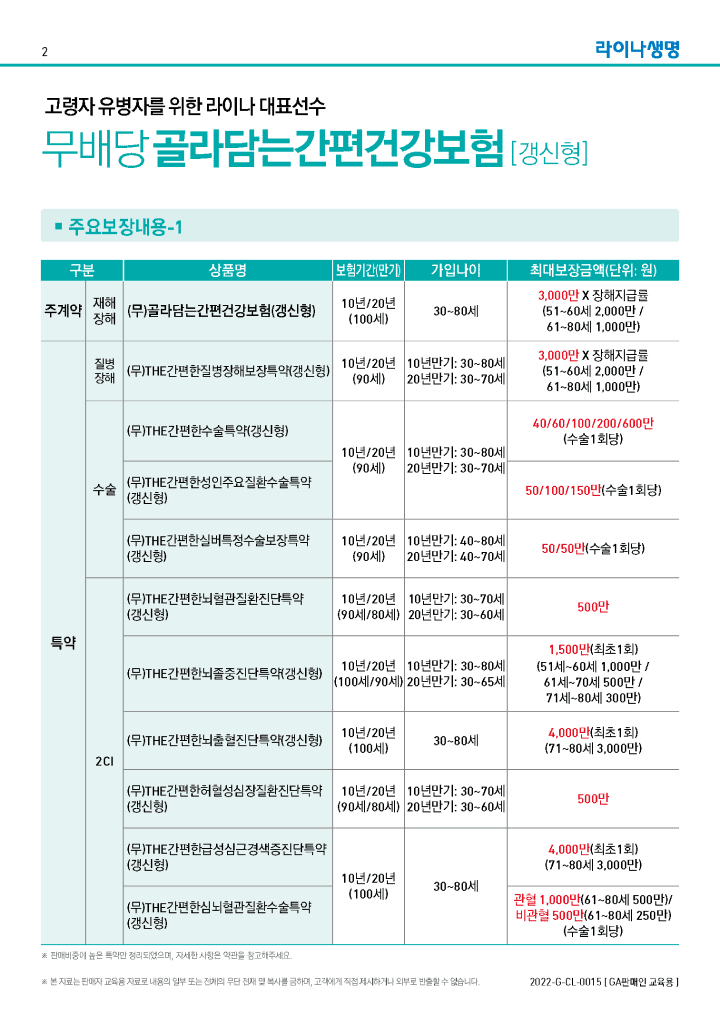 2
라이나생명
고령자 유병자를 위한 라이나 대표선수
무배당 골라담는간편건강보험 [갱신형]
■ 주요보장내용-1
구분 상품명 보험기간(만기) 가입나이 최대보장금액(단위: 원)
주계약
재해
장해
(무)골라담는간편건강보험(갱신형)
10년/20년
(100세)
30~80세
3,000만 X 장해지급률
(51~60세 2,000만 /
61~80세 1,000만)
특약
질병
장해
(무)THE간편한질병장해보장특약(갱신형)
10년/20년
(90세)
10년만기: 30~80세
20년만기: 30~70세
3,000만 X 장해지급률
(51~60세 2,000만 /
61~80세 1,000만)
수술
(무)THE간편한수술특약(갱신형)
10년/20년
(90세)
10년만기: 30~80세
20년만기: 30~70세
40/60/100/200/600만
(수술1회당)
(무)THE간편한성인주요질환수술특약
(갱신형)
50/100/150만(수술1회당)
(무)THE간편한실버특정수술보장특약
(갱신형)
10년/20년
(90세)
10년만기: 40~80세
20년만기: 40~70세
50/50만(수술1회당)
2CI
(무)THE간편한뇌혈관질환진단특약
(갱신형)
10년/20년
(90세/80세)
10년만기: 30~70세
20년만기: 30~60세
500만
(무)THE간편한뇌졸중진단특약(갱신형)
10년/20년
(100세/90세)
10년만기: 30~80세
20년만기: 30~65세
1,500만(최초1회)
(51세~60세 1,000만 /
61세~70세 500만 /
71세~80세 300만)
(무)THE간편한뇌출혈진단특약(갱신형)
10년/20년
(100세)
30~80세
4,000만(최초1회)
(71~80세 3,000만)
(무)THE간편한허혈성심장질환진단특약
(갱신형)
10년/20년
(90세/80세)
10년만기: 30~70세
20년만기: 30~60세
500만
(무)THE간편한급성심근경색증진단특약
(갱신형)
10년/20년
(100세)
30~80세
4,000만(최초1회)
(71~80세 3,000만)
(무)THE간편한심뇌혈관질환수술특약
(갱신형)
관혈 1,000만(61~80세 500만)/
비관혈 500만(61~80세 250만)
(수술1회당)
※ 판매비중이 높은 특약만 정리되었으며, 자세한 사항은 약관을 참고해주세요.
※ 본 자료는 판매자 교육용 자료로 내용의 일부 또는 전체의 무단 전재 및 복사를 금하며, 고객에게 직접 제시하거나 외부로 반출할 수 없습니다.
2022-G-CL-0015 [ GA판매인 교육용 ]